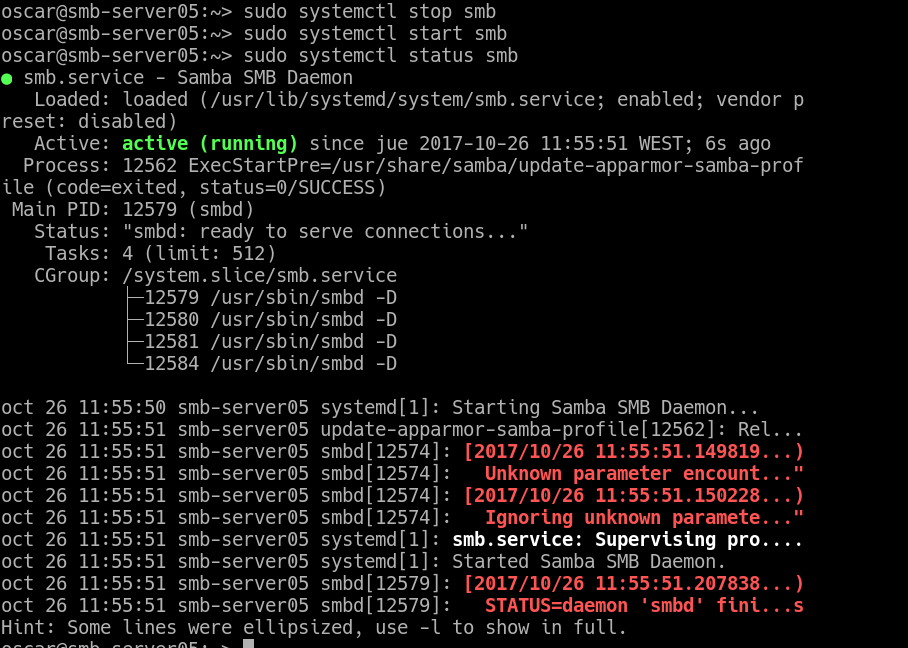 oscar@smb-server05:~> sudo systemctl stop smb
oscar@smb-server05:~> sudo systemctl start smb
oscar@smb-server05:~> sudo systemctl status smb
● smb.service - Samba SMB Daemon
   Loaded: loaded (/usr/lib/systemd/system/smb.service; enabled; vendor p
reset: disabled)
   Active: active (running) since jue 2017-10-26 11:55:51 WEST; 6s ago
  Process: 12562 ExecStartPre=/usr/share/samba/update-apparmor-samba-prof
ile (code=exited, status=0/SUCCESS)
 Main PID: 12579 (smbd)
   Status: "smbd: ready to serve connections..."
    Tasks: 4 (limit: 512)
   CGroup: /system.slice/smb.service
           ├─12579 /usr/sbin/smbd -D
           ├─12580 /usr/sbin/smbd -D
           ├─12581 /usr/sbin/smbd -D
           └─12584 /usr/sbin/smbd -D
oct 26 11:55:50 smb-server05 systemd[1]: Starting Samba SMB Daemon...
oct 26 11:55:51 smb-server05 update-apparmor-samba-profile[12562]: Rel...
oct 26 11:55:51 smb-server05 smbd[12574]: [2017/10/26 11:55:51.149819...)
oct 26 11:55:51 smb-server05 smbd[12574]:   Unknown parameter encount..."
oct 26 11:55:51 smb-server05 smbd[12574]: [2017/10/26 11:55:51.150228...)
oct 26 11:55:51 smb-server05 smbd[12574]:   Ignoring unknown paramete..."
oct 26 11:55:51 smb-server05 systemd[1]: smb.service: Supervising pro....
oct 26 11:55:51 smb-server05 systemd[1]: Started Samba SMB Daemon.
oct 26 11:55:51 smb-server05 smbd[12579]: [2017/10/26 11:55:51.207838...)
oct 26 11:55:51 smb-server05 smbd[12579]:   STATUS=daemon 'smbd' fini...s
Hint: Some lines were ellipsized, use -l to show in full.
oscar@smb-server05:~>